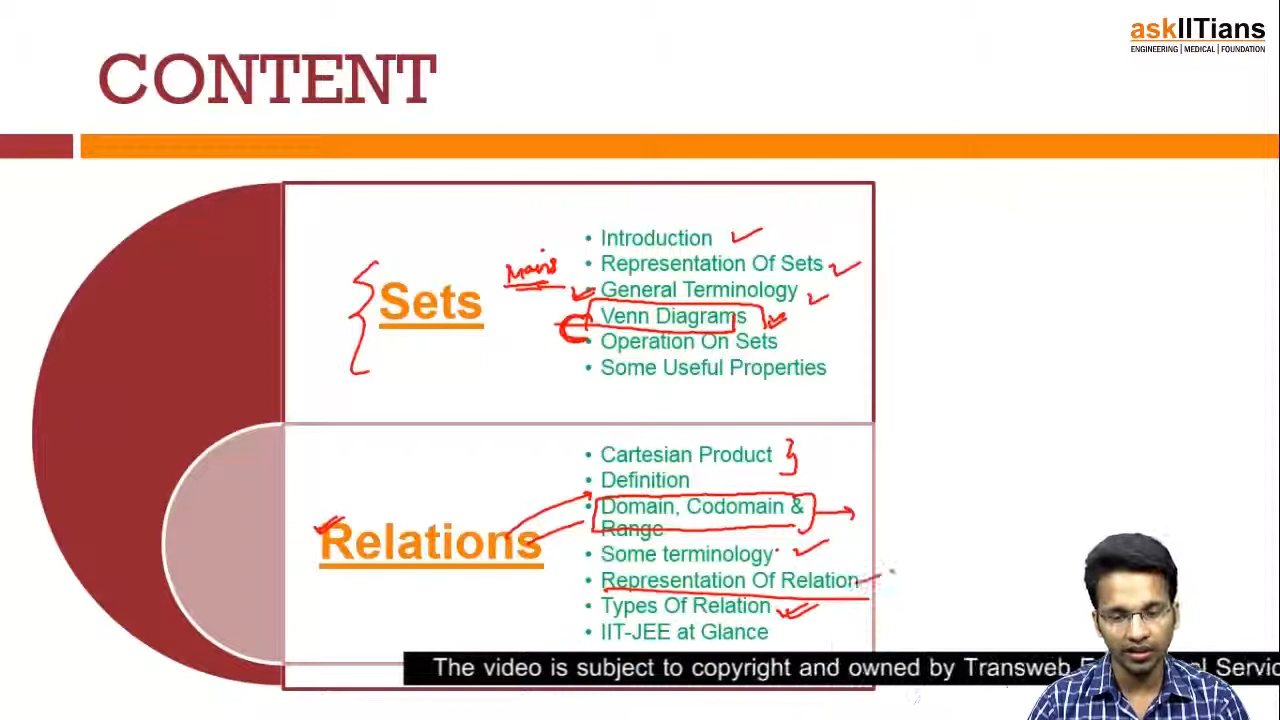 askIITians
ENGINEERING | MEDICAL | FOUNDATION
CONTENT
Sets
Mains
• Introduction
• Representation Of Sets
• General Terminology
• Venn Diagrams
• Operation On Sets
• Some Useful Properties
Relations
• Cartesian Product
• Definition
• Domain, Codomain &
Range
• Some terminology
• Representation Of Relation
• Types Of Relation
• IIT-JEE at Glance
The video is subject to copyright and owned by Transweb